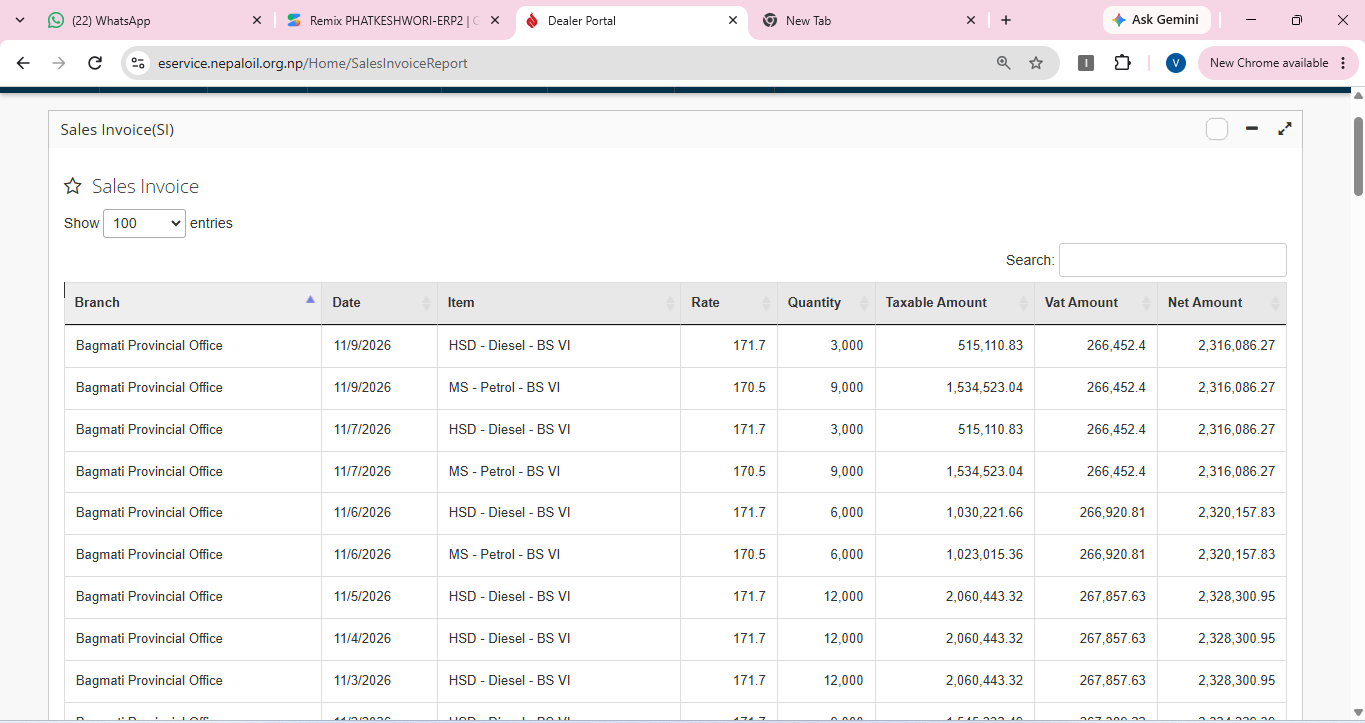 (22) WhatsApp
Remix PHATKESHWORI-ERP2 |
Dealer Portal
New Tab
Ask Gemini
eservice.nepaloil.org.np/Home/SalesInvoiceReport
I
V
New Chrome available
Sales Invoice(SI)
Sales Invoice
Show 100 entries
Search:
Branch Date Item Rate Quantity Taxable Amount Vat Amount Net Amount
Bagmati Provincial Office 11/9/2026 HSD - Diesel - BS VI 171.7 3,000 515,110.83 266,452.4 2,316,086.27
Bagmati Provincial Office 11/9/2026 MS - Petrol - BS VI 170.5 9,000 1,534,523.04 266,452.4 2,316,086.27
Bagmati Provincial Office 11/7/2026 HSD - Diesel - BS VI 171.7 3,000 515,110.83 266,452.4 2,316,086.27
Bagmati Provincial Office 11/7/2026 MS - Petrol - BS VI 170.5 9,000 1,534,523.04 266,452.4 2,316,086.27
Bagmati Provincial Office 11/6/2026 HSD - Diesel - BS VI 171.7 6,000 1,030,221.66 266,920.81 2,320,157.83
Bagmati Provincial Office 11/6/2026 MS - Petrol - BS VI 170.5 6,000 1,023,015.36 266,920.81 2,320,157.83
Bagmati Provincial Office 11/5/2026 HSD - Diesel - BS VI 171.7 12,000 2,060,443.32 267,857.63 2,328,300.95
Bagmati Provincial Office 11/4/2026 HSD - Diesel - BS VI 171.7 12,000 2,060,443.32 267,857.63 2,328,300.95
Bagmati Provincial Office 11/3/2026 HSD - Diesel - BS VI 171.7 12,000 2,060,443.32 267,857.63 2,328,300.95